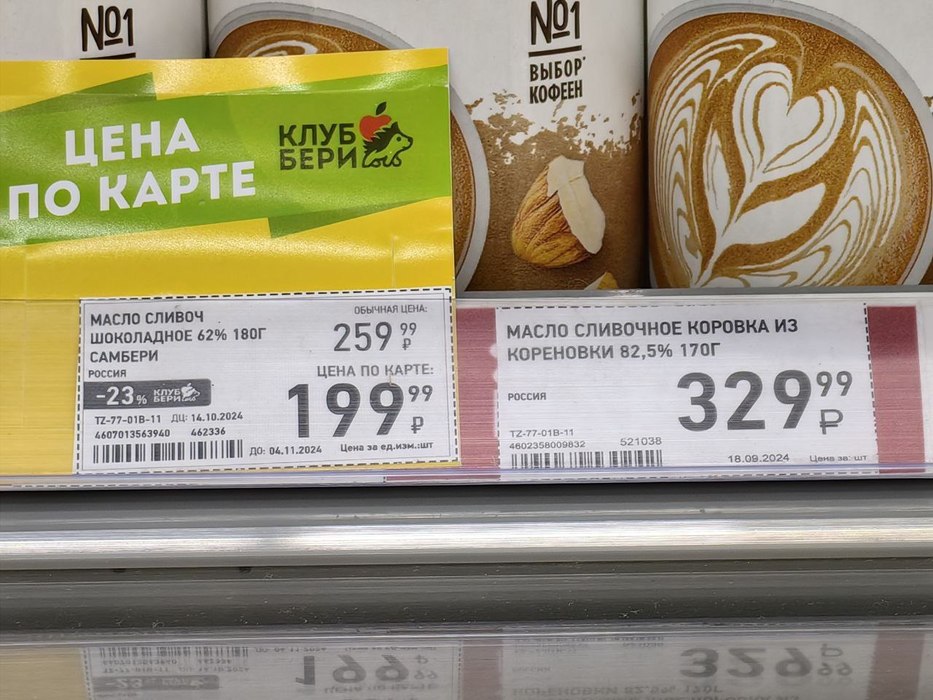 №1
№1
ВЫБОР
КОФЕЕН
ЦЕНА
ПО КАРТЕ
КЛУБ
БЕРИ
МАСЛО СЛИВОЧ
ШОКОЛАДНОЕ 62% 180Г
САМБЕРИ
РОССИЯ
ОБЫЧНАЯ ЦЕНА:
259 99 ₽
ЦЕНА ПО КАРТЕ:
-23% КЛУБ БЕРИ
199 99 ₽
TZ-77-01B-11 ДЦ: 14.10.2024
4607013563940 462336
ДО: 04.11.2024 Цена за ед.изм.:шт
МАСЛО СЛИВОЧНОЕ КОРОВКА ИЗ
КОРЕНОВКИ 82,5% 170Г
РОССИЯ
329 99 ₽
TZ-77-01B-11
4602358009832 521038
18.09.2024 Цена за: шт